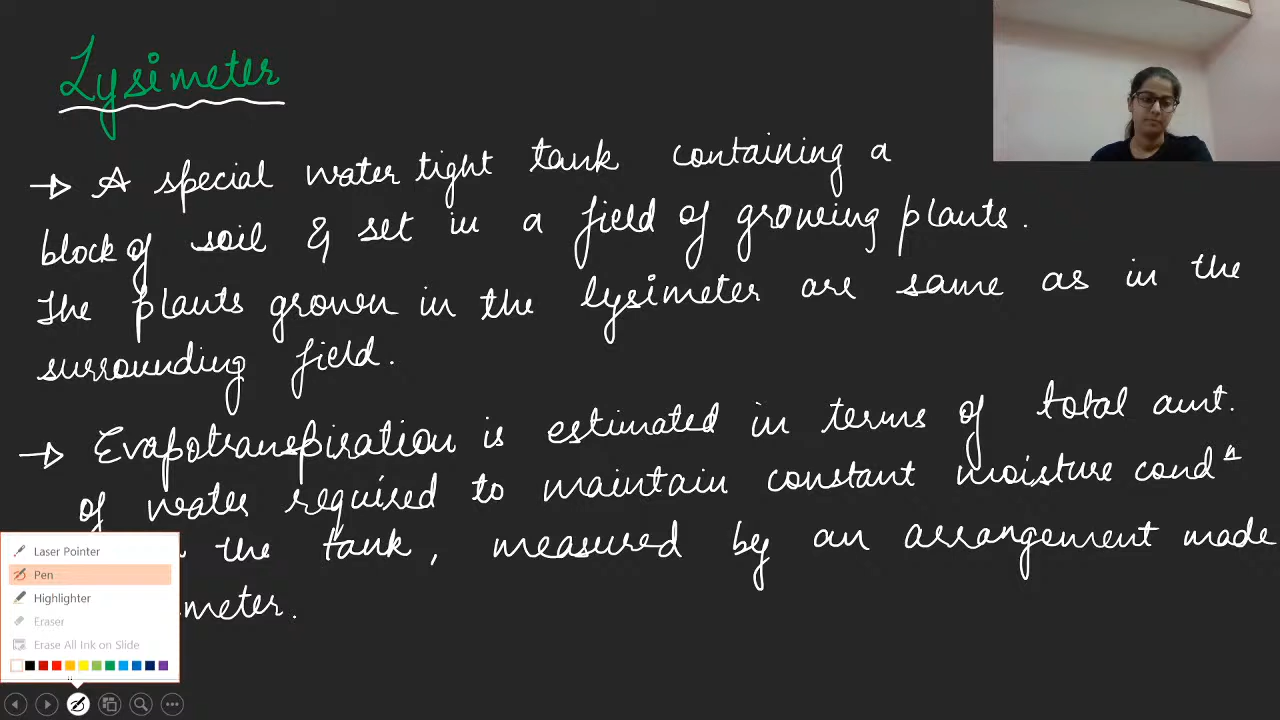 Lysimeter
→ A special water tight tank containing a
block of soil & set in a field of growing plants.
The plants grown in the lysimeter are same as in the
surrounding field.
→ Evapotranspiration is estimated in terms of total amt.
of water required to maintain constant moisture condⁿ
the tank, measured by an arrangement made
meter.
Laser Pointer
Pen
Highlighter
Eraser
Erase All Ink on Slide